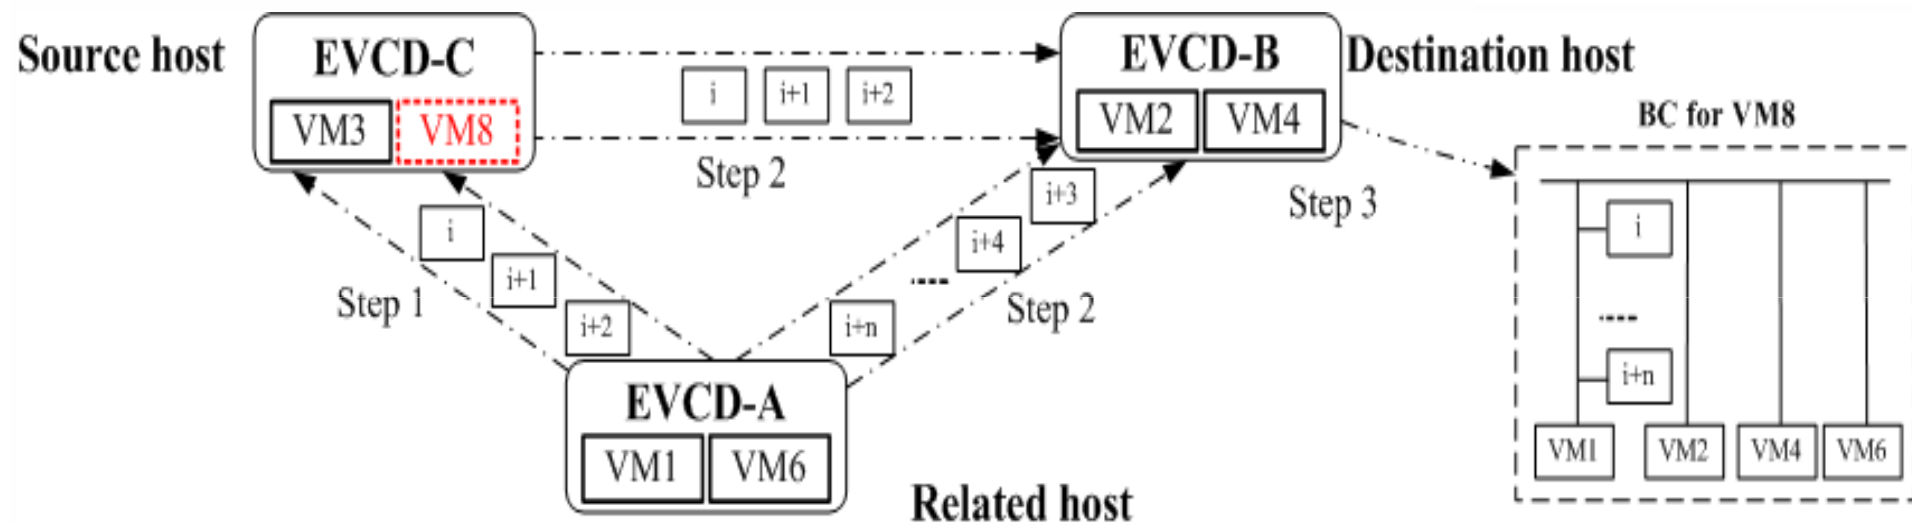 Source host
EVCD-C
VM3
VM8
i
i+1
i+2
Step 2
EVCD-B
VM2
VM4
Destination host
BC for VM8
Step 3
i
i+1
i+2
Step 1
i+3
i+4
....
i+n
Step 2
EVCD-A
VM1
VM6
Related host
i
....
i+n
VM1
VM2
VM4
VM6